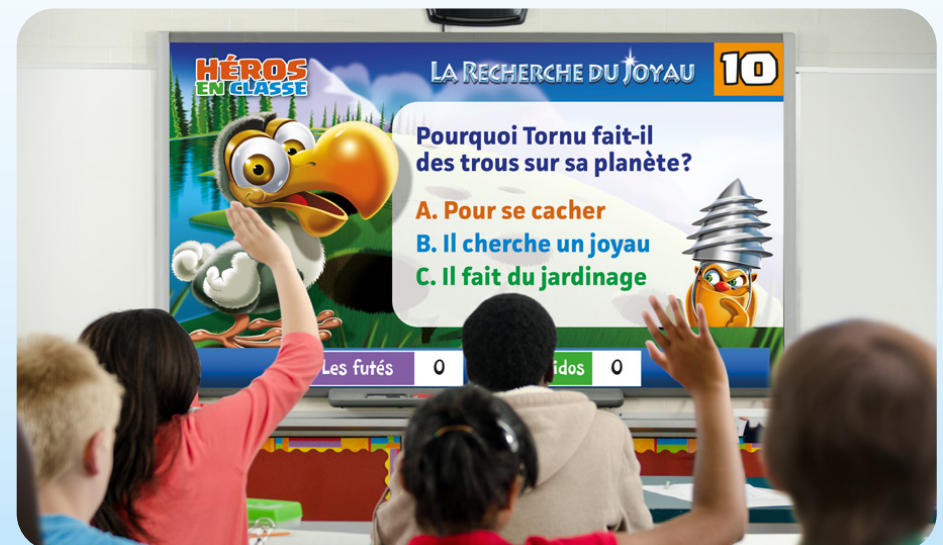 HÉROS
EN CLASSE
LA RECHERCHE DU JOYAU
10
Pourquoi Tornu fait-il
des trous sur sa planète?
A. Pour se cacher
B. Il cherche un joyau
C. Il fait du jardinage
Les futés 0
0